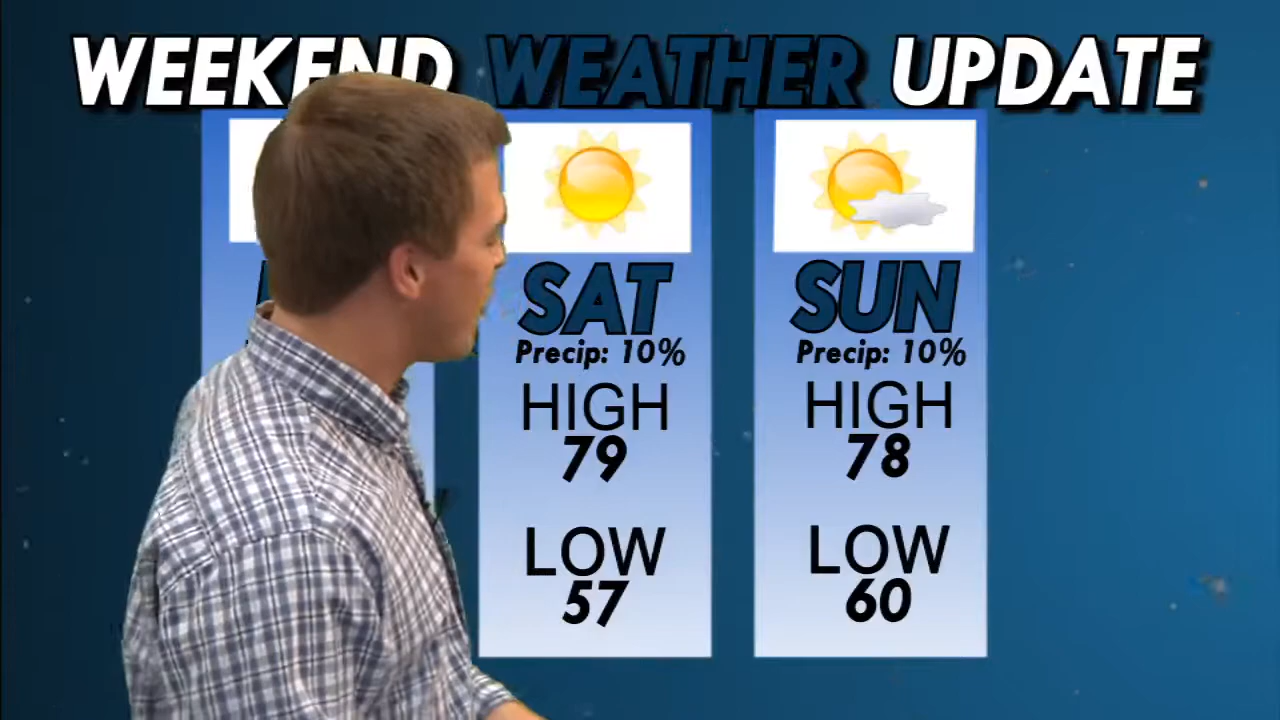 WEEKEND WEATHER UPDATE
SAT
Precip: 10%
HIGH
79
LOW
57
SUN
Precip: 10%
HIGH
78
LOW
60